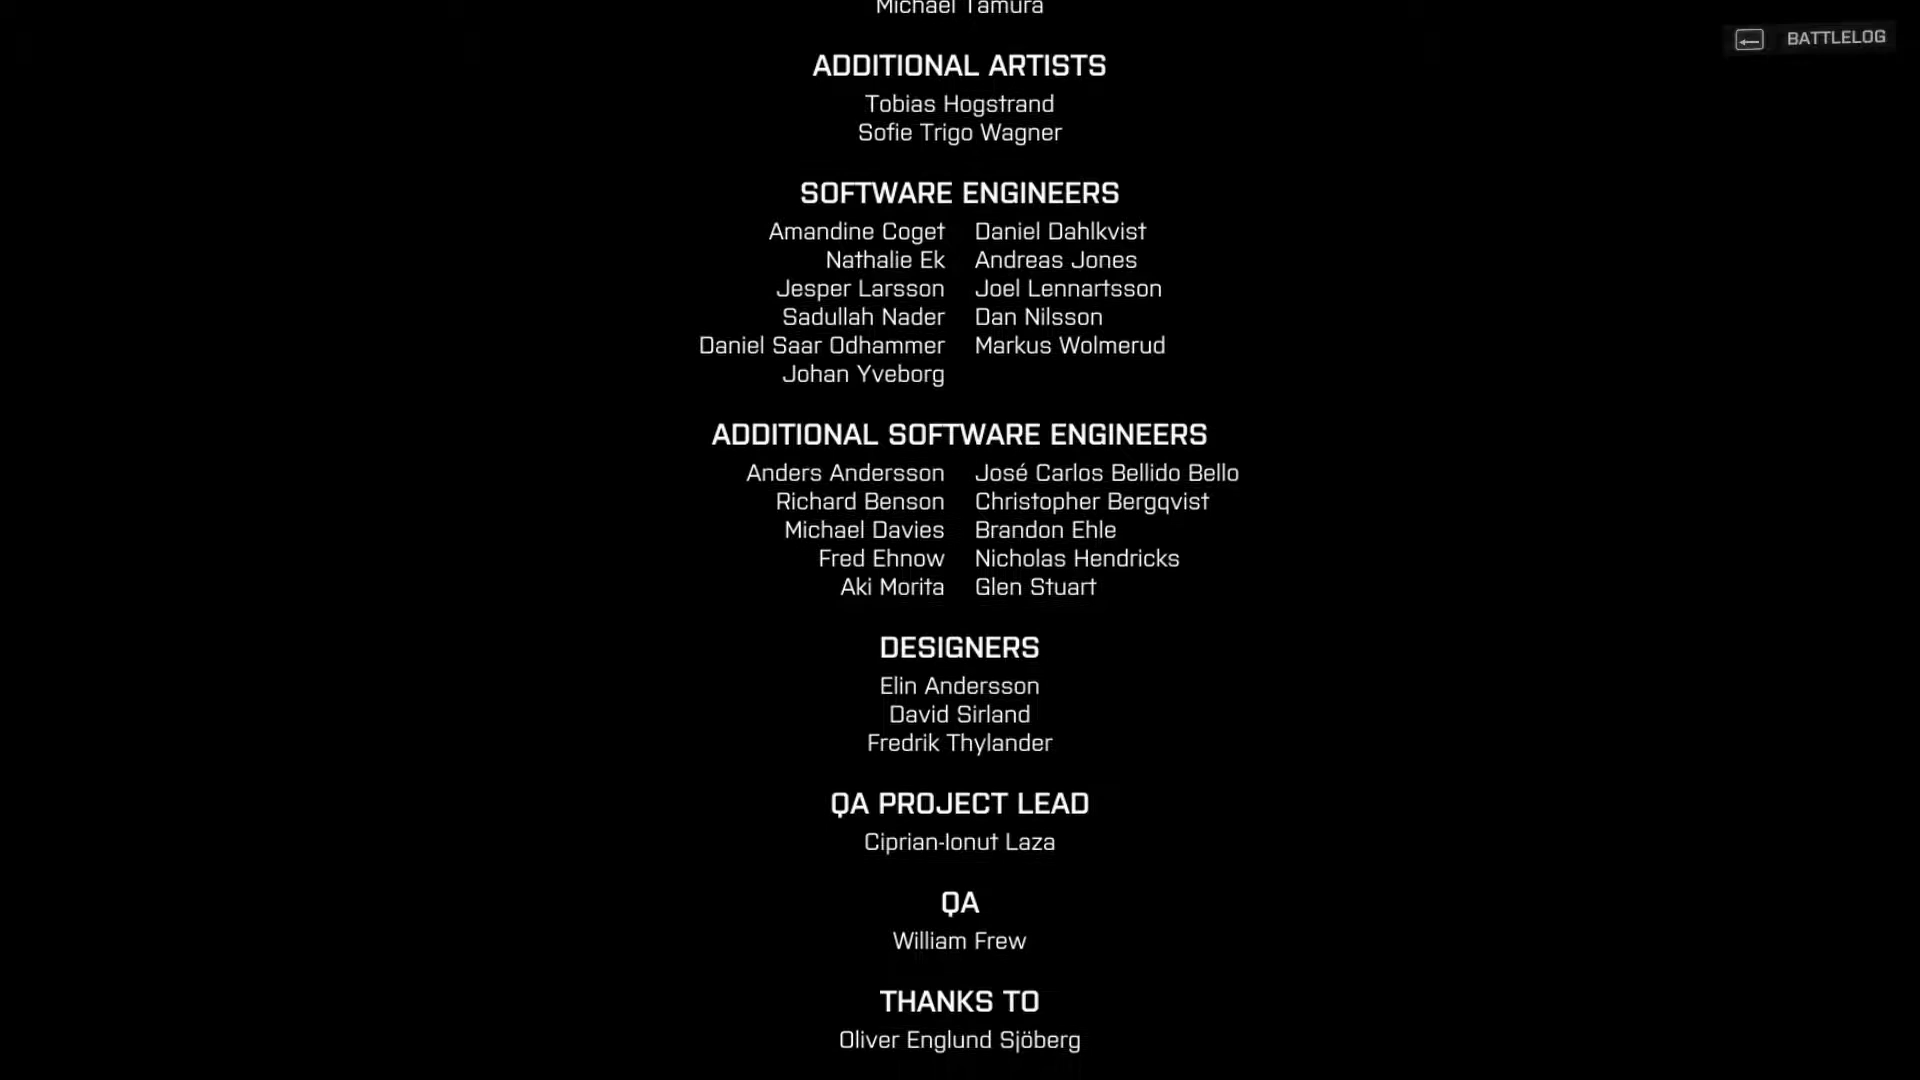 Michael Tamura
BATTLELOG
ADDITIONAL ARTISTS
Tobias Hogstrand
Sofie Trigo Wagner
SOFTWARE ENGINEERS
Amandine Coget Daniel Dahlkvist
Nathalie Ek Andreas Jones
Jesper Larsson Joel Lennartsson
Sadullah Nader Dan Nilsson
Daniel Saar Odhammer Markus Wolmerud
Johan Yveborg
ADDITIONAL SOFTWARE ENGINEERS
Anders Andersson José Carlos Bellido Bello
Richard Benson Christopher Bergqvist
Michael Davies Brandon Ehle
Fred Ehnow Nicholas Hendricks
Aki Morita Glen Stuart
DESIGNERS
Elin Andersson
David Sirland
Fredrik Thylander
QA PROJECT LEAD
Ciprian-Ionut Laza
QA
William Frew
THANKS TO
Oliver Englund Sjöberg